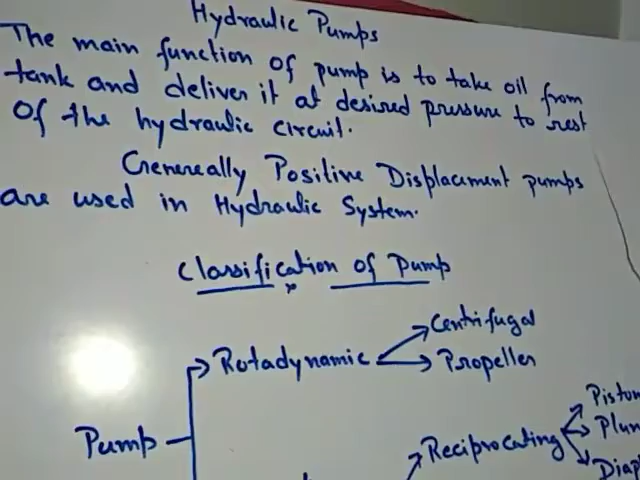 Hydraulic Pumps
The main function of pump is to take oil from
tank and deliver it at desired pressure to rest
Of the hydraulic circuit.
Genereally Positive Displacement pumps
are used in Hydraulic System.
Classification of Pump
Centrifugal
Rotadynamic
Propeller
Piston
Pump
Reciprocating
Plun
Diaph